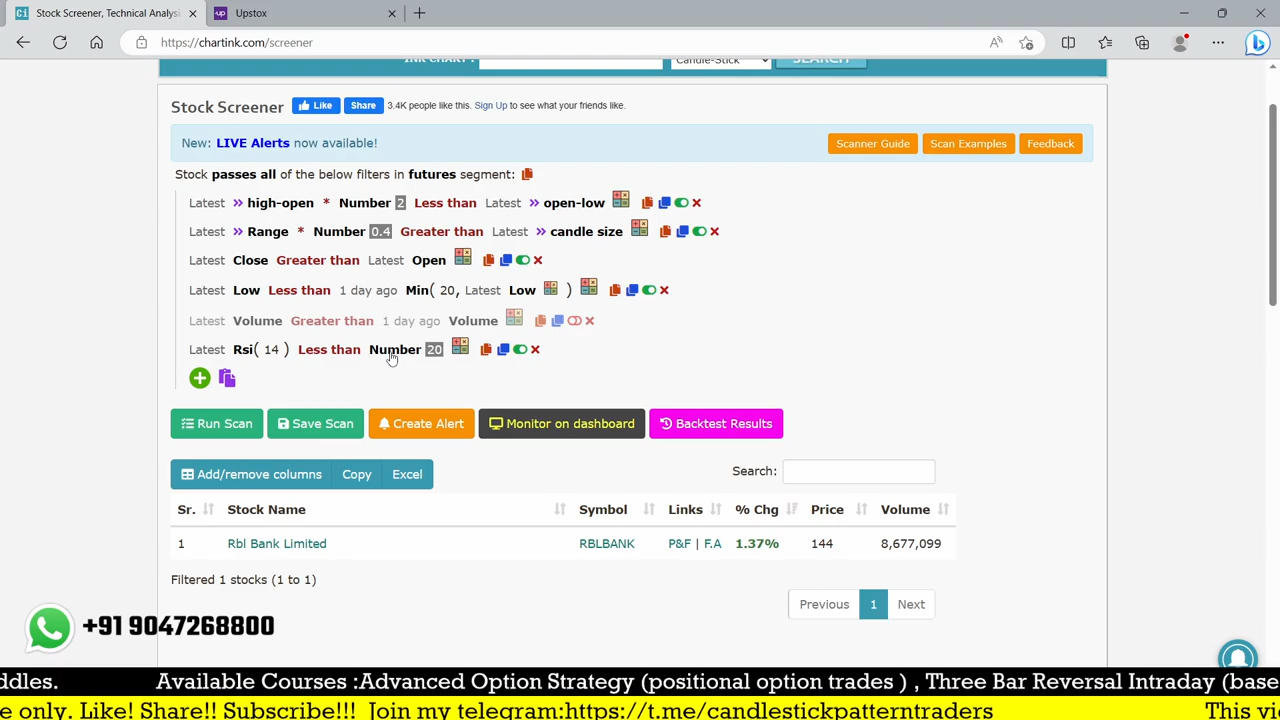 Stock Screener, Technical Analysi
Upstox
https://chartink.com/screener
INK CHART :
Candle-Stick
SEARCH
Stock Screener
Like
Share
3.4K people like this. Sign Up to see what your friends like.
New: LIVE Alerts now available!
Scanner Guide
Scan Examples
Feedback
Stock passes all of the below filters in futures segment:
Latest high-open * Number 2 Less than Latest open-low
Latest Range * Number 0.4 Greater than Latest candle size
Latest Close Greater than Latest Open
Latest Low Less than 1 day ago Min( 20, Latest Low )
Latest Volume Greater than 1 day ago Volume
Latest Rsi( 14 ) Less than Number 20
Run Scan
Save Scan
Create Alert
Monitor on dashboard
Backtest Results
Add/remove columns
Copy
Excel
Search:
Sr. Stock Name Symbol Links % Chg Price Volume
1 Rbl Bank Limited RBLBANK P&F | F.A 1.37% 144 8,677,099
Filtered 1 stocks (1 to 1)
Previous 1 Next
+91 9047268800
ddles. Available Courses :Advanced Option Strategy (positional option trades ) , Three Bar Reversal Intraday (base
e only. Like! Share!! Subscribe!!! Join my telegram:https://t.me/candlestickpatterntraders This vi